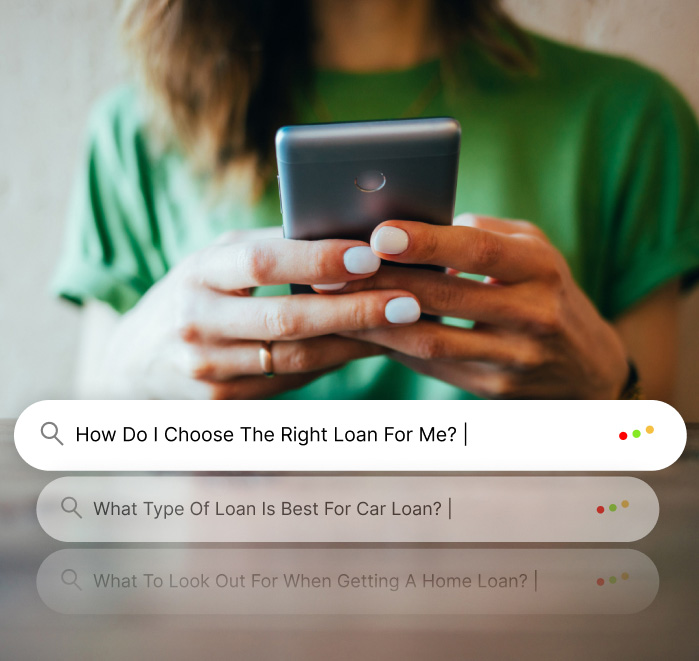 How Do I Choose The Right Loan For Me? |
What Type Of Loan Is Best For Car Loan? |
What To Look Out For When Getting A Home Loan? |